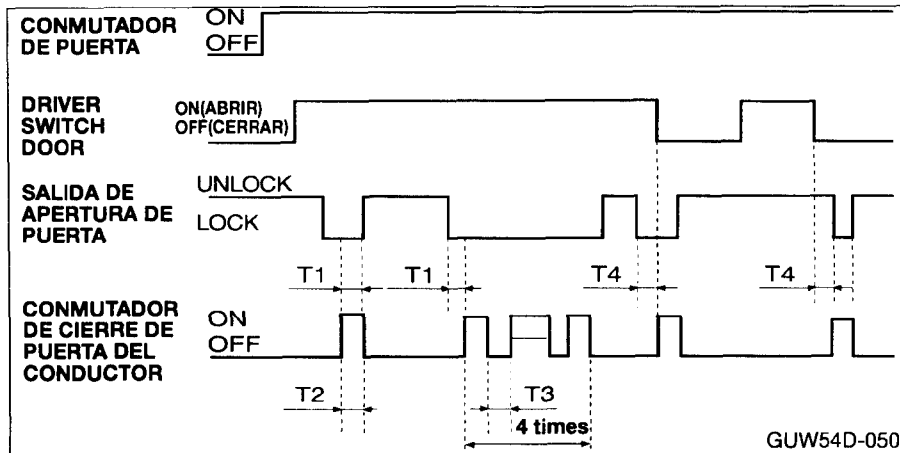 CONMUTADOR
DE PUERTA
ON
OFF
DRIVER
SWITCH
DOOR
ON(ABRIR)
OFF(CERRAR)
SALIDA DE
APERTURA DE
PUERTA
UNLOCK
LOCK
T1
T1
T4
T4
CONMUTADOR
DE CIERRE DE
PUERTA DEL
CONDUCTOR
ON
OFF
T2
T3
4 times
GUW54D-050